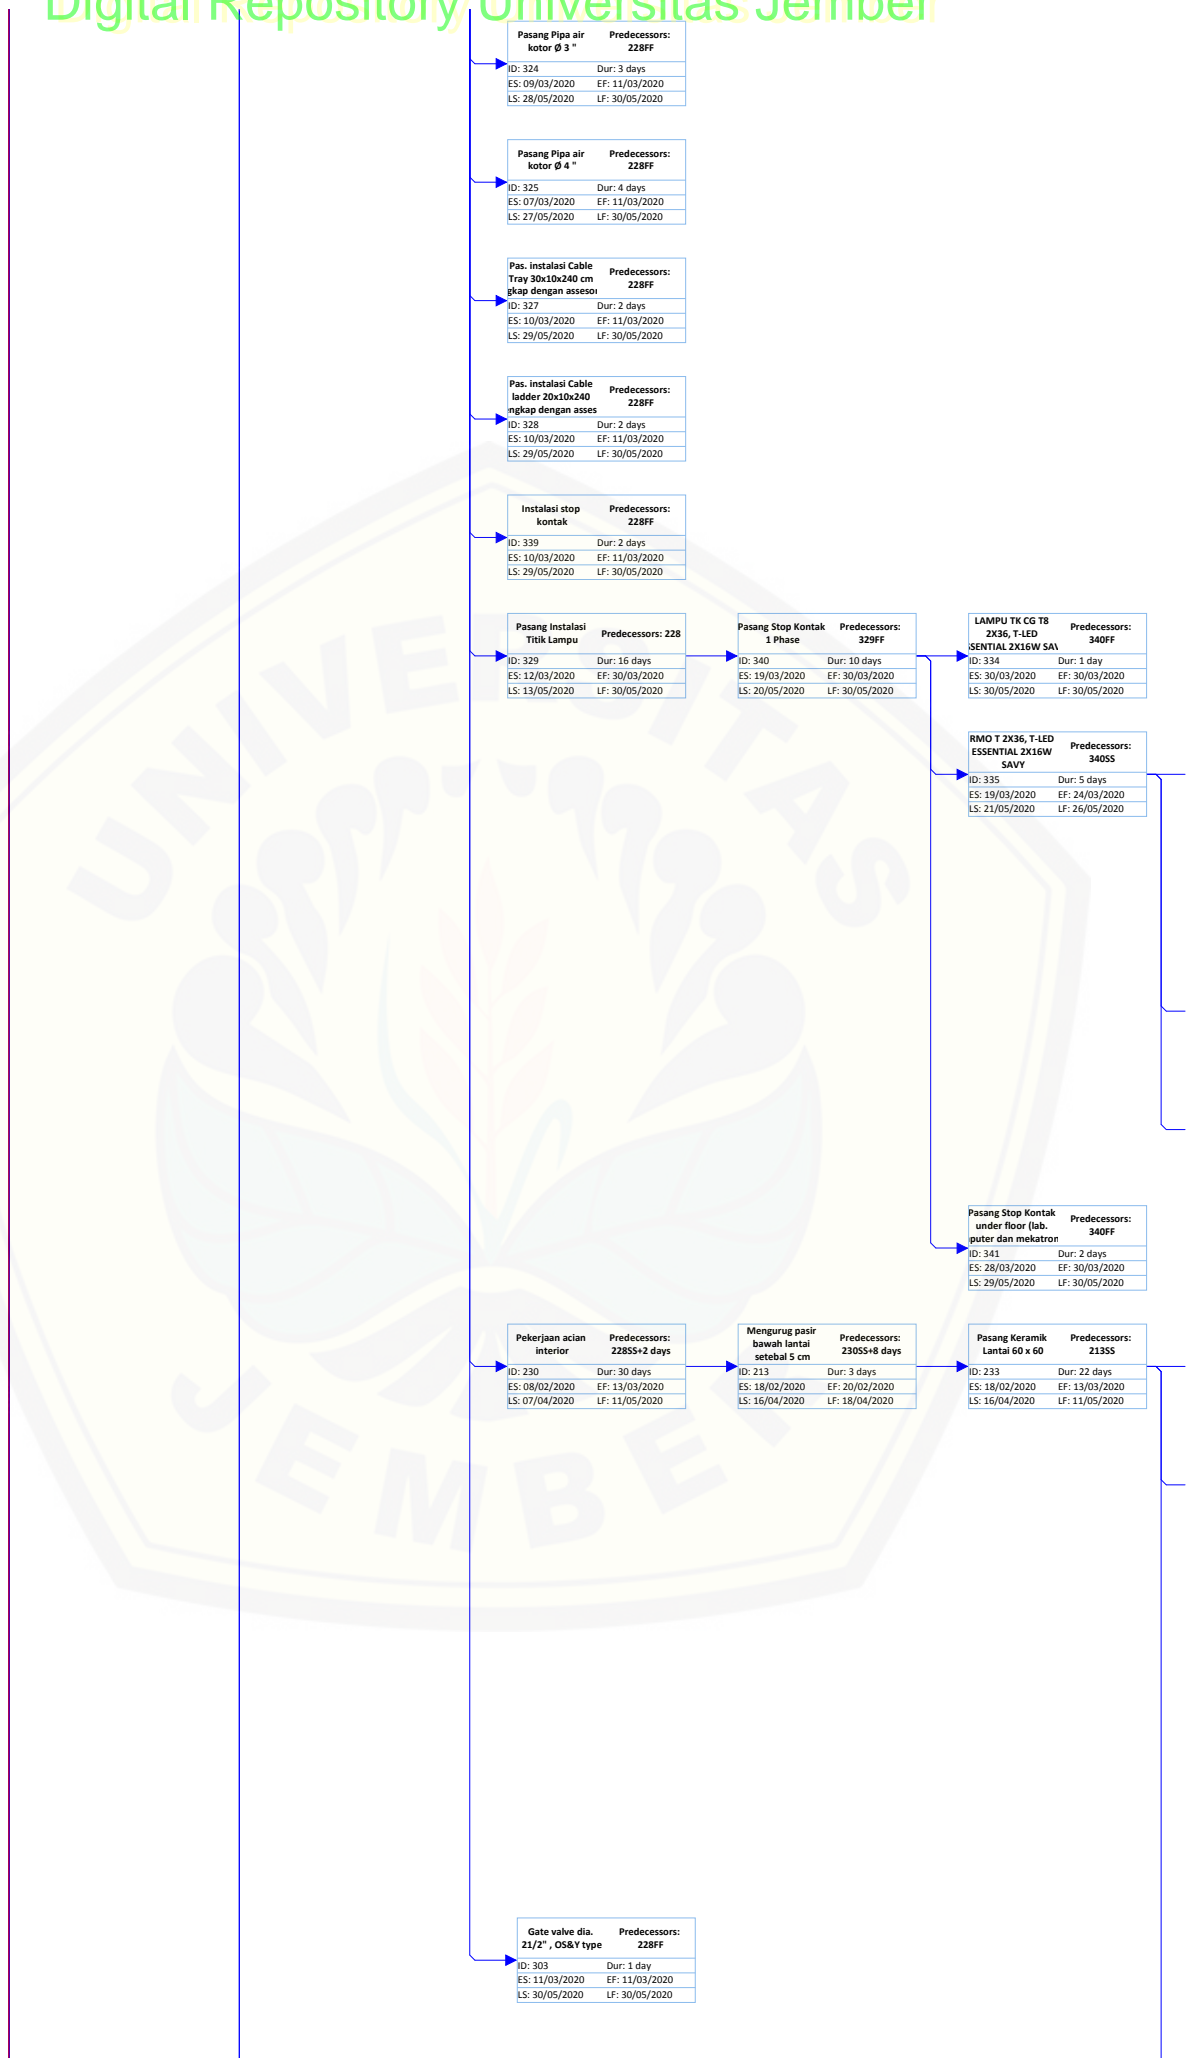 Digital Repository Universitas Jember
Pasang Pipa air
kotor Ø 3 "
Predecessors:
228FF
ID: 324 Dur: 3 days
ES: 09/03/2020 EF: 11/03/2020
LS: 28/05/2020 LF: 30/05/2020
Pasang Pipa air
kotor Ø 4 "
Predecessors:
228FF
ID: 325 Dur: 4 days
ES: 07/03/2020 EF: 11/03/2020
LS: 27/05/2020 LF: 30/05/2020
Pas. instalasi Cable
Tray 30x10x240 cm
gkap dengan assesor
Predecessors:
228FF
ID: 327 Dur: 2 days
ES: 10/03/2020 EF: 11/03/2020
LS: 29/05/2020 LF: 30/05/2020
Pas. instalasi Cable
ladder 20x10x240
ngkap dengan asses
Predecessors:
228FF
ID: 328 Dur: 2 days
ES: 10/03/2020 EF: 11/03/2020
LS: 29/05/2020 LF: 30/05/2020
Instalasi stop
kontak
Predecessors:
228FF
ID: 339 Dur: 2 days
ES: 10/03/2020 EF: 11/03/2020
LS: 29/05/2020 LF: 30/05/2020
Pasang Instalasi
Titik Lampu
Predecessors: 228
ID: 329 Dur: 16 days
ES: 12/03/2020 EF: 30/03/2020
LS: 13/05/2020 LF: 30/05/2020
Pasang Stop Kontak
1 Phase
Predecessors:
329FF
ID: 340 Dur: 10 days
ES: 19/03/2020 EF: 30/03/2020
LS: 20/05/2020 LF: 30/05/2020
LAMPU TK CG T8
2X36, T-LED
SENTIAL 2X16W SAV
Predecessors:
340FF
ID: 334 Dur: 1 day
ES: 30/03/2020 EF: 30/03/2020
LS: 30/05/2020 LF: 30/05/2020
RMO T 2X36, T-LED
ESSENTIAL 2X16W
SAVY
Predecessors:
340SS
ID: 335 Dur: 5 days
ES: 19/03/2020 EF: 24/03/2020
LS: 21/05/2020 LF: 26/05/2020
Pasang Stop Kontak
under floor (lab.
puter dan mekatron
Predecessors:
340FF
ID: 341 Dur: 2 days
ES: 28/03/2020 EF: 30/03/2020
LS: 29/05/2020 LF: 30/05/2020
Pekerjaan acian
interior
Predecessors:
228SS+2 days
ID: 230 Dur: 30 days
ES: 08/02/2020 EF: 13/03/2020
LS: 07/04/2020 LF: 11/05/2020
Mengurug pasir
bawah lantai
setebal 5 cm
Predecessors:
230SS+8 days
ID: 213 Dur: 3 days
ES: 18/02/2020 EF: 20/02/2020
LS: 16/04/2020 LF: 18/04/2020
Pasang Keramik
Lantai 60 x 60
Predecessors:
213SS
ID: 233 Dur: 22 days
ES: 18/02/2020 EF: 13/03/2020
LS: 16/04/2020 LF: 11/05/2020
Gate valve dia.
21/2" , OS&Y type
Predecessors:
228FF
ID: 303 Dur: 1 day
ES: 11/03/2020 EF: 11/03/2020
LS: 30/05/2020 LF: 30/05/2020
UNIVERSITAS
JEMBER